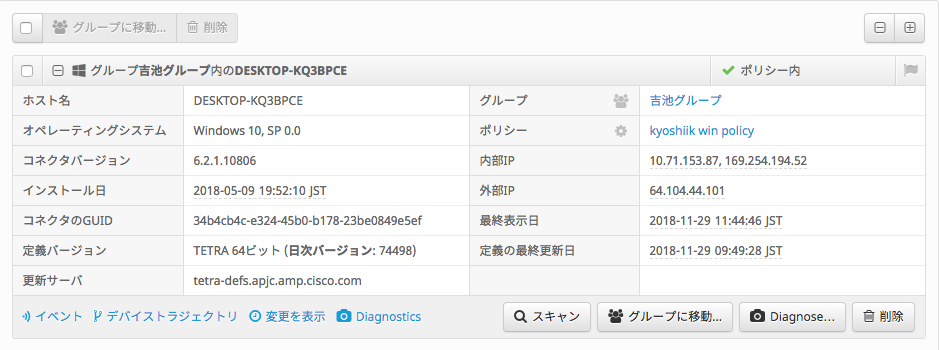 グループに移動... 削除
グループ吉池グループ内のDESKTOP-KQ3BPCE ポリシー内
ホスト名 DESKTOP-KQ3BPCE グループ 吉池グループ
オペレーティングシステム Windows 10, SP 0.0 ポリシー kyoshiik win policy
コネクタバージョン 6.2.1.10806 内部IP 10.71.153.87, 169.254.194.52
インストール日 2018-05-09 19:52:10 JST 外部IP 64.104.44.101
コネクタのGUID 34b4cb4c-e324-45b0-b178-23be0849e5ef 最終表示日 2018-11-29 11:44:46 JST
定義バージョン TETRA 64ビット (日次バージョン: 74498) 定義の最終更新日 2018-11-29 09:49:28 JST
更新サーバ tetra-defs.apjc.amp.cisco.com
イベント デバイストラジェクトリ 変更を表示 Diagnostics スキャン グループに移動... Diagnose... 削除